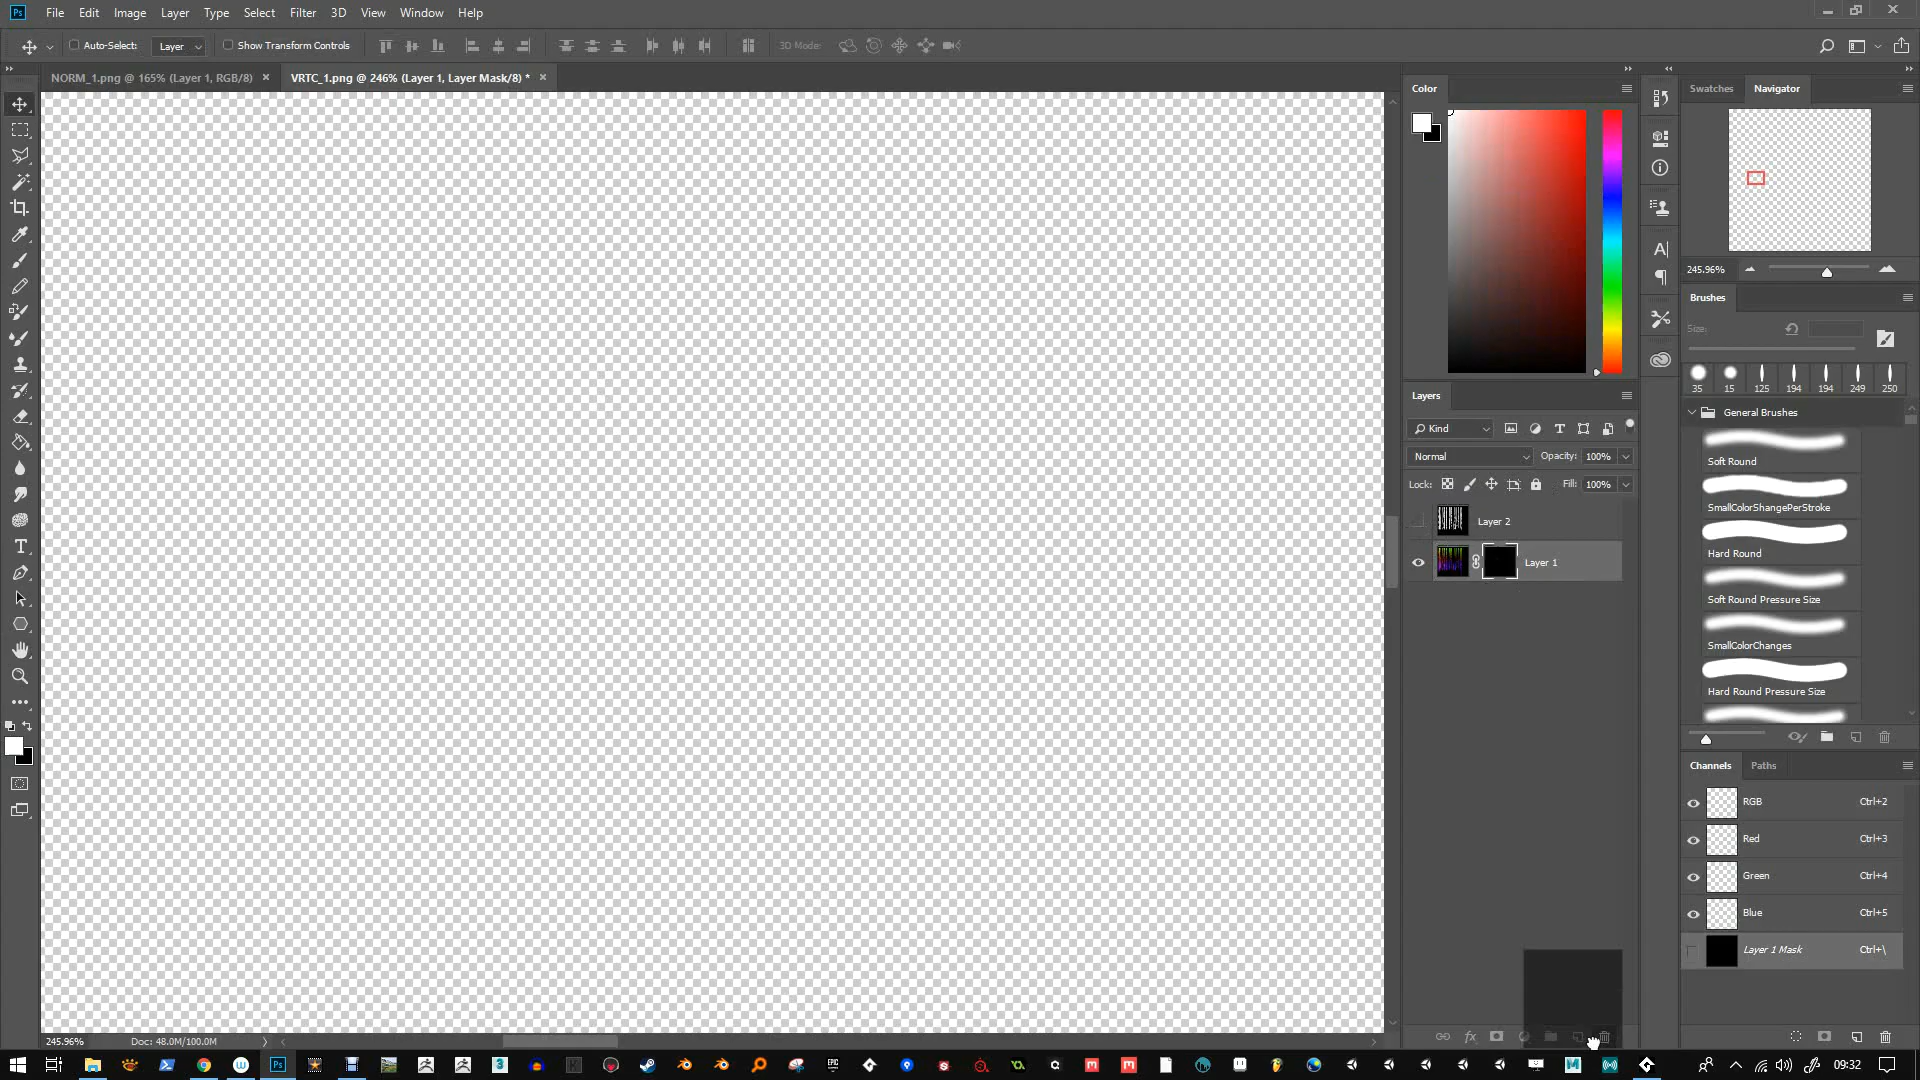 Ps File Edit Image Layer Type Select Filter 3D View Window Help
Auto-Select: Layer Show Transform Controls 3D Mode:
NORM_1.png @ 165% (Layer 1, RGB/8) × VRTC_1.png @ 246% (Layer 1, Layer Mask/8) * ×
Color
Swatches Navigator
245.96%
Brushes
Size:
35 15 125 194 194 249 250
General Brushes
Soft Round
SmallColorShangePerStroke
Hard Round
Soft Round Pressure Size
SmallColorChanges
Hard Round Pressure Size
Layers
Kind
Normal Opacity: 100%
Lock: Fill: 100%
Layer 2
Layer 1
Channels Paths
RGB Ctrl+2
Red Ctrl+3
Green Ctrl+4
Blue Ctrl+5
Layer 1 Mask Ctrl+\
245.96% Doc: 48.0M/100.0M
09:32